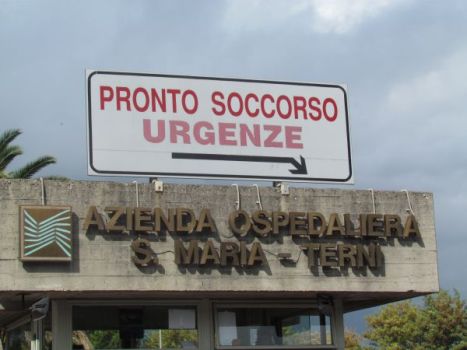 PRONTO SOCCORSO
URGENZE
AZIENDA OSPEDALIERA
S. MARIA - TERNI